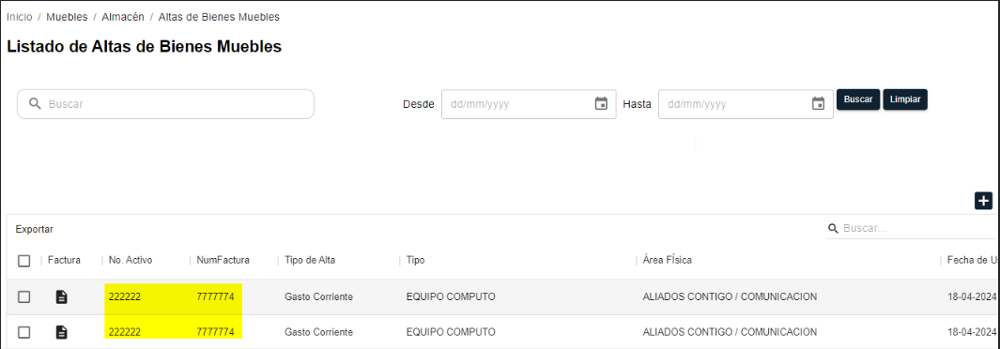 Inicio / Muebles / Almacén / Altas de Bienes Muebles
Listado de Altas de Bienes Muebles
Buscar
Desde dd/mm/yyyy Hasta dd/mm/yyyy Buscar Limpiar
Exportar Buscar...
Factura No. Activo NumFactura Tipo de Alta Tipo Área FÍsica Fecha de U
222222 7777774 Gasto Corriente EQUIPO COMPUTO ALIADOS CONTIGO / COMUNICACION 18-04-2024
222222 7777774 Gasto Corriente EQUIPO COMPUTO ALIADOS CONTIGO / COMUNICACION 18-04-2024